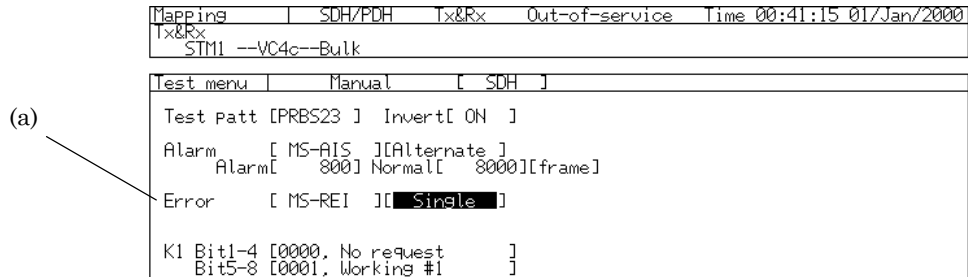 Mapping | SDH/PDH Tx&Rx Out-of-service Time 00:41:15 01/Jan/2000
Tx&Rx
STM1 --VC4c--Bulk
Test menu | Manual [ SDH ]
(a)
Test patt [PRBS23 ] Invert[ ON ]
Alarm [ MS-AIS ][Alternate ]
Alarm[ 800] Normal[ 8000][frame]
Error [ MS-REI ][ Single ]
K1 Bit1-4 [0000, No request ]
Bit5-8 [0001, Working #1 ]